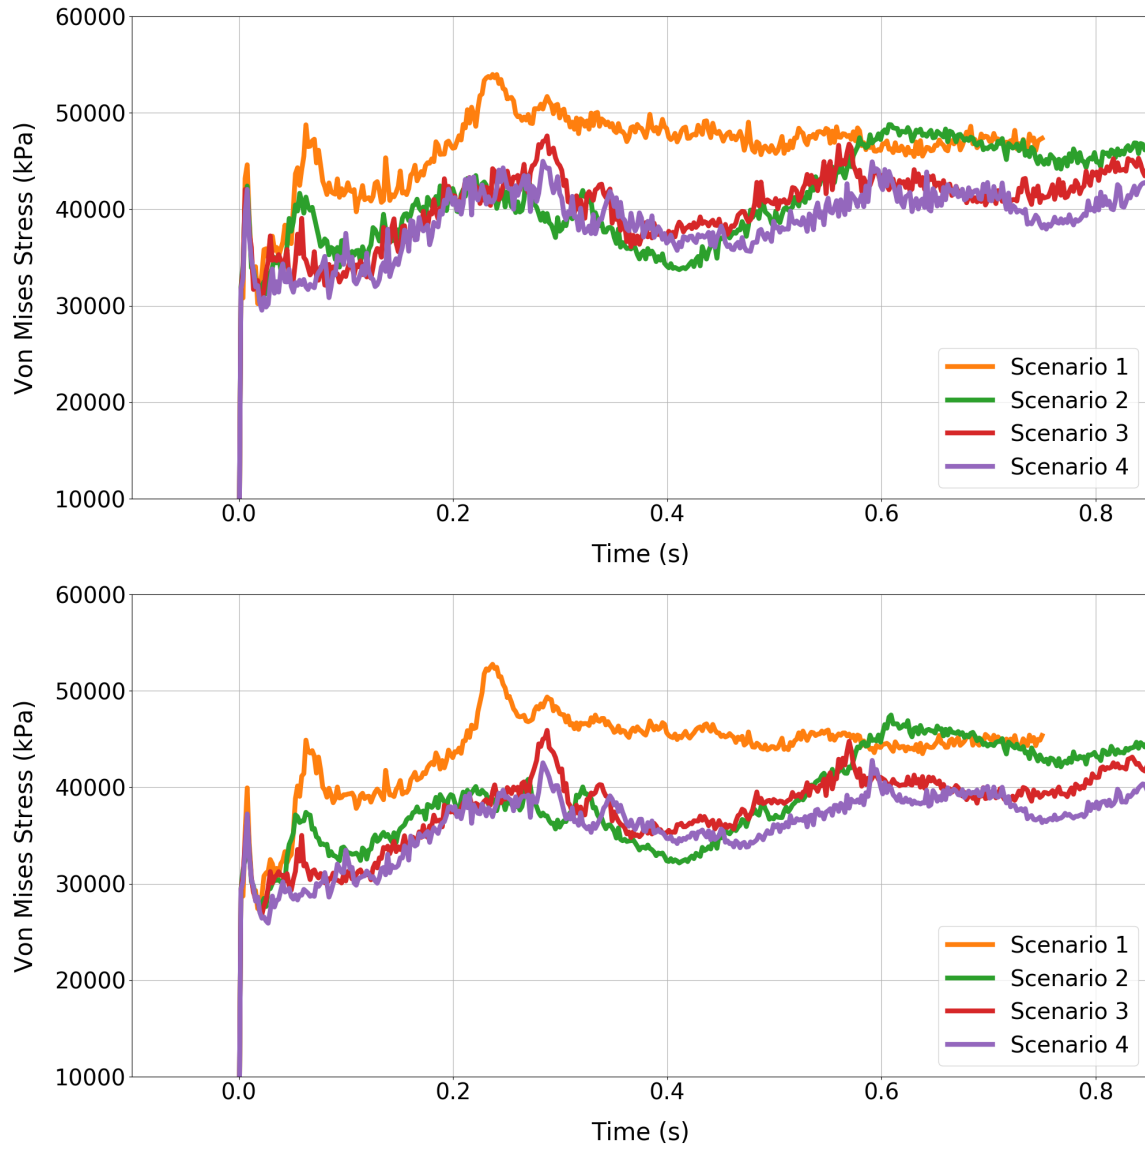 60000
50000
40000
30000
20000
10000
Von Mises Stress (kPa)
Scenario 1
Scenario 2
Scenario 3
Scenario 4
0.0 0.2 0.4 0.6 0.8
Time (s)
60000
50000
40000
30000
20000
10000
Von Mises Stress (kPa)
Scenario 1
Scenario 2
Scenario 3
Scenario 4
0.0 0.2 0.4 0.6 0.8
Time (s)